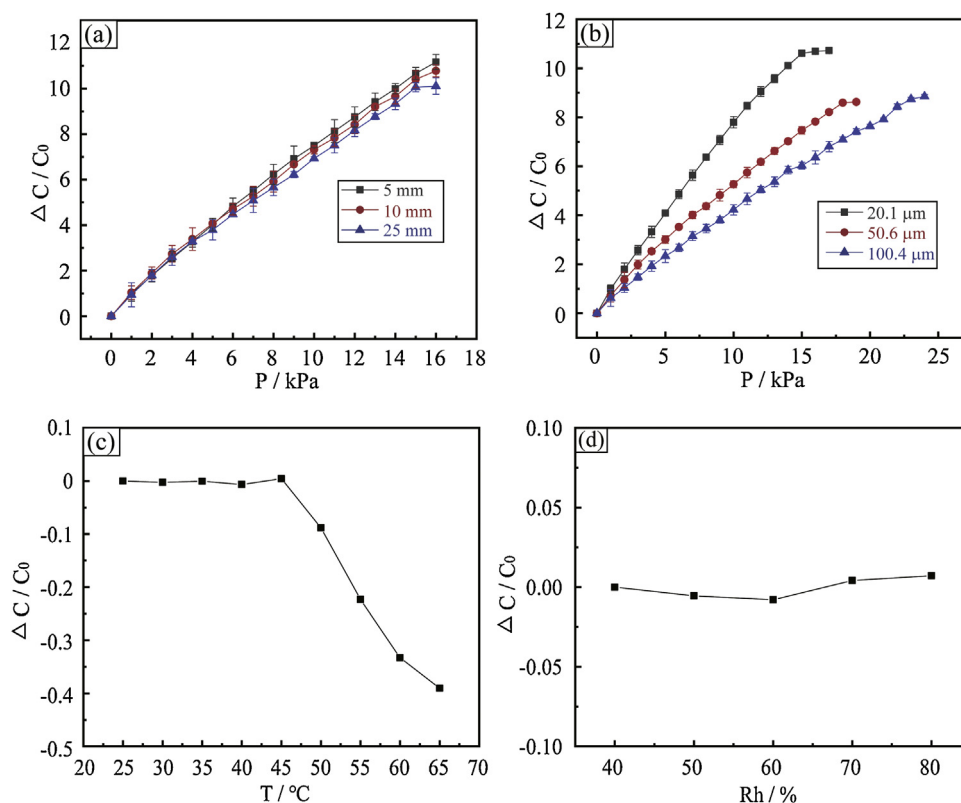 (a)
12
10
8
6
4
2
0
△ C / C0
0 2 4 6 8 10 12 14 16 18
P / kPa
5 mm
10 mm
25 mm
(b)
12
10
8
6
4
2
0
△ C / C0
0 5 10 15 20 25
P / kPa
20.1 μm
50.6 μm
100.4 μm
(c)
0.1
0
-0.1
-0.2
-0.3
-0.4
-0.5
△ C / C0
20 25 30 35 40 45 50 55 60 65 70
T / °C
(d)
0.10
0.05
0.00
-0.05
-0.10
△ C / C0
40 50 60 70 80
Rh / %